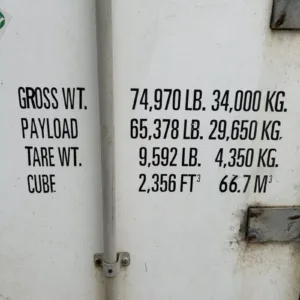 GROSS WT. 74,970 LB. 34,000 KG.
PAYLOAD 65,378 LB. 29,650 KG.
TARE WT. 9,592 LB. 4,350 KG.
CUBE 2,356 FT³ 66.7 M³